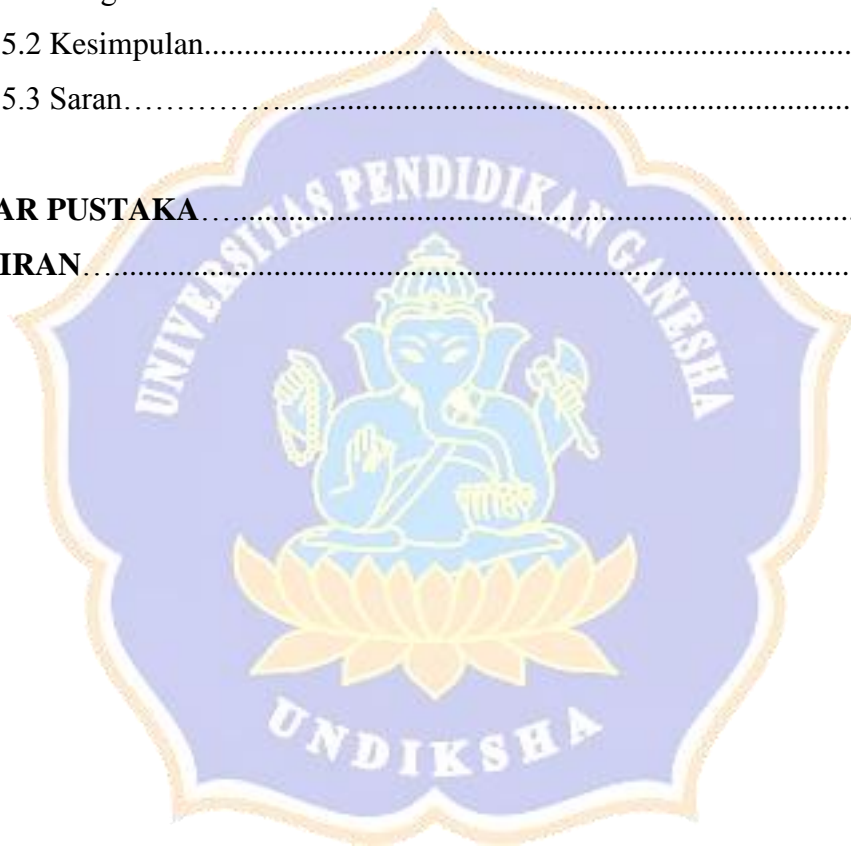 5.2 Kesimpulan..........................................................................................
5.3 Saran……………......................................................................
AR PUSTAKA…...........................................................................
IRAN…...........................................................................................
UNIVERSITAS PENDIDIKAN GANESHA
UNDIKSHA